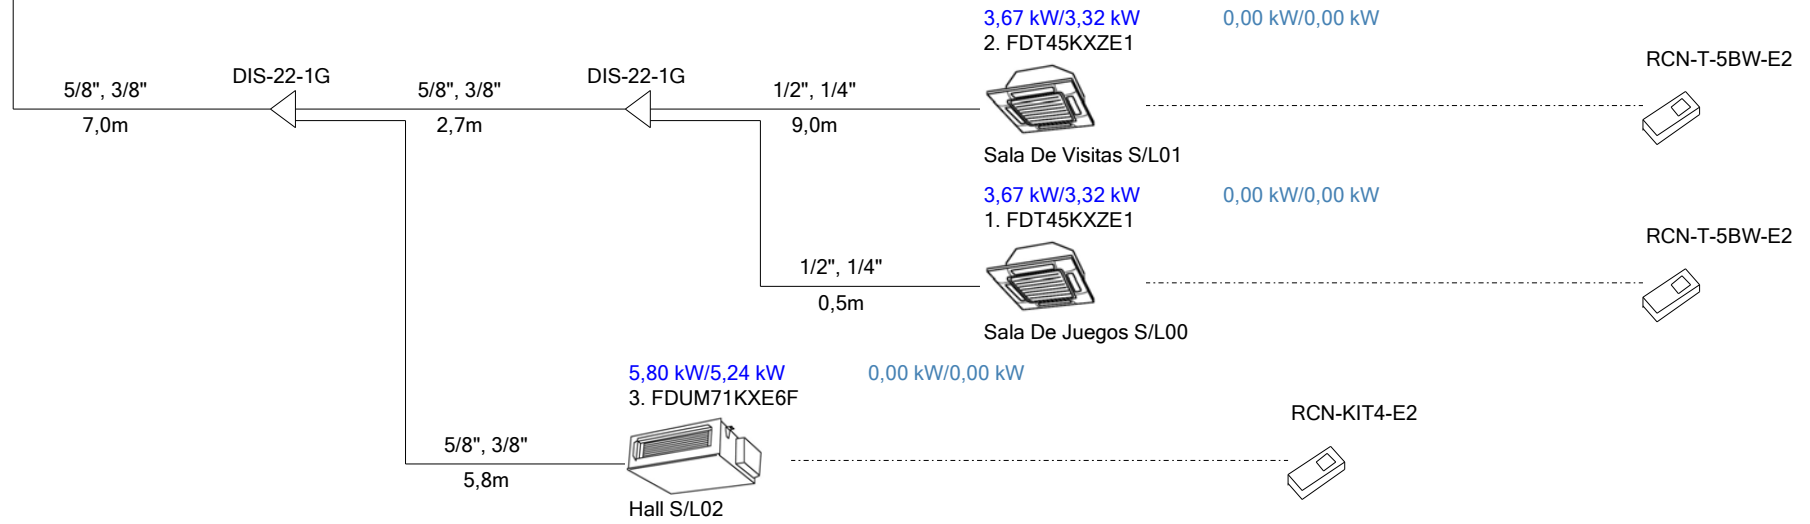 3,67 kW/3,32 kW 0,00 kW/0,00 kW
2. FDT45KXZE1
RCN-T-5BW-E2
DIS-22-1G DIS-22-1G
5/8", 3/8" 5/8", 3/8" 1/2", 1/4"
7,0m 2,7m 9,0m
Sala De Visitas S/L01
3,67 kW/3,32 kW 0,00 kW/0,00 kW
1. FDT45KXZE1
RCN-T-5BW-E2
1/2", 1/4"
0,5m
Sala De Juegos S/L00
5,80 kW/5,24 kW 0,00 kW/0,00 kW
3. FDUM71KXE6F
RCN-KIT4-E2
5/8", 3/8"
5,8m
Hall S/L02